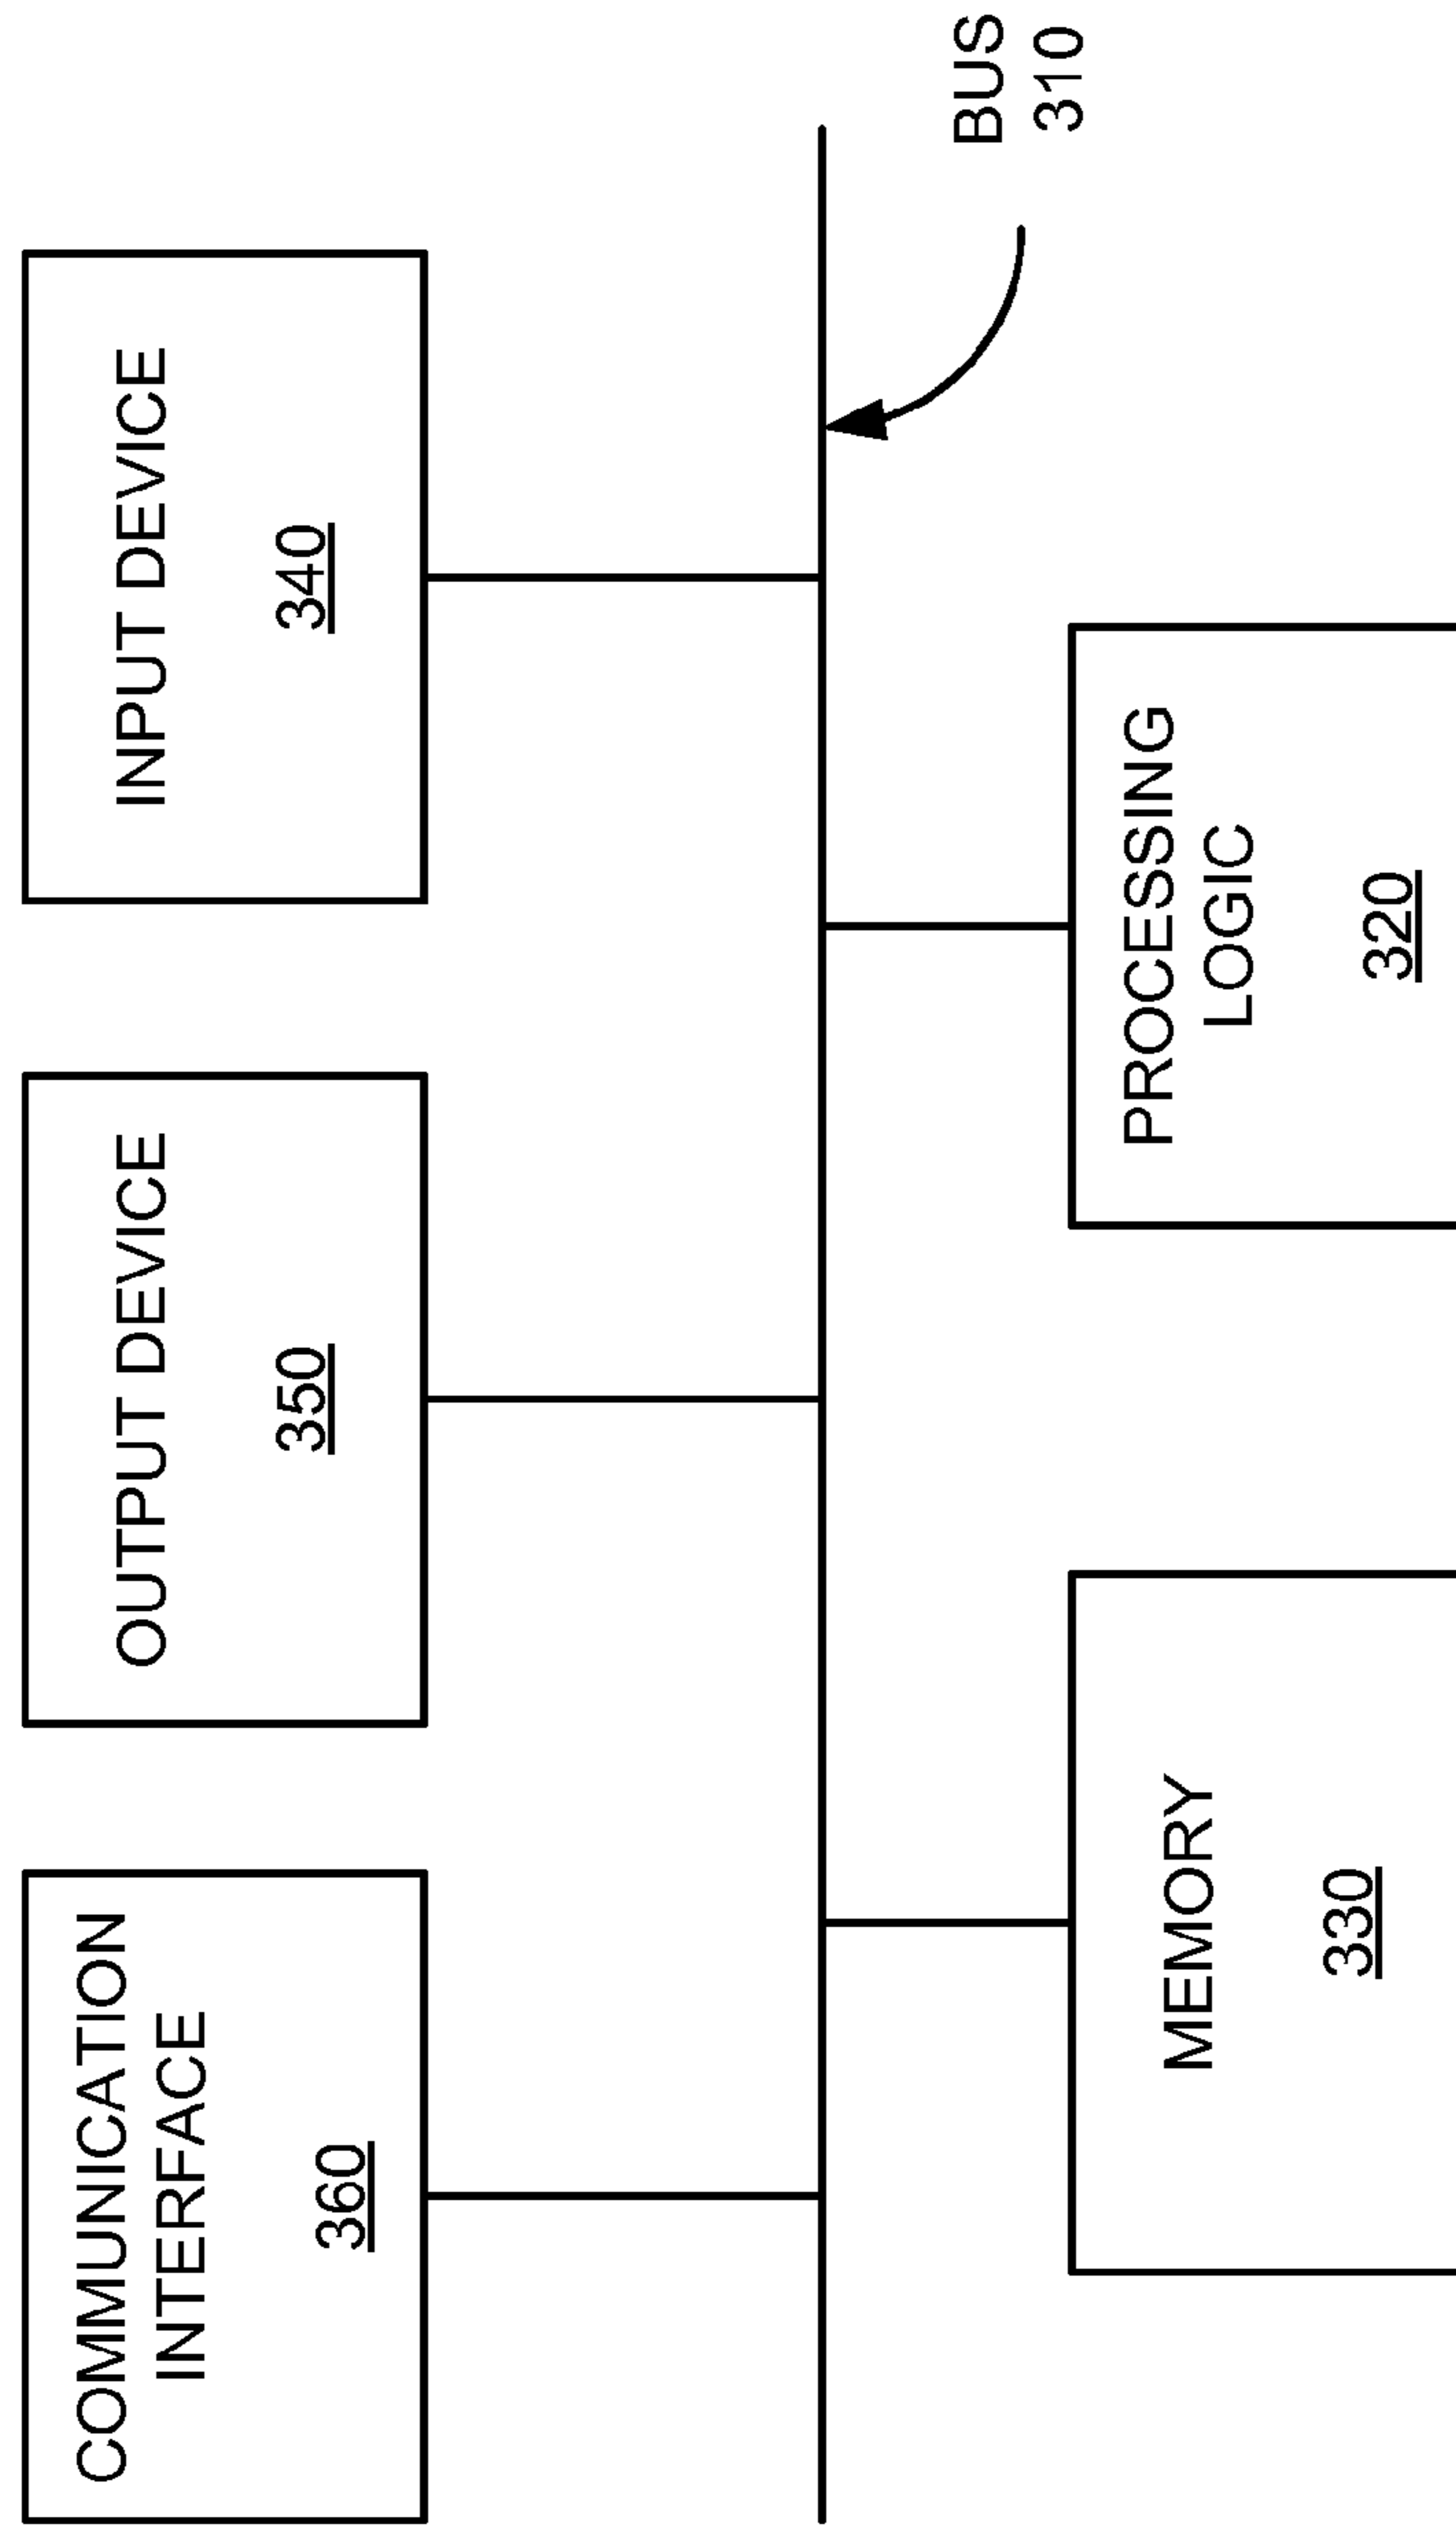 COMMUNICATION
INTERFACE
360
OUTPUT DEVICE
350
INPUT DEVICE
340
BUS
310
MEMORY
330
PROCESSING
LOGIC
320